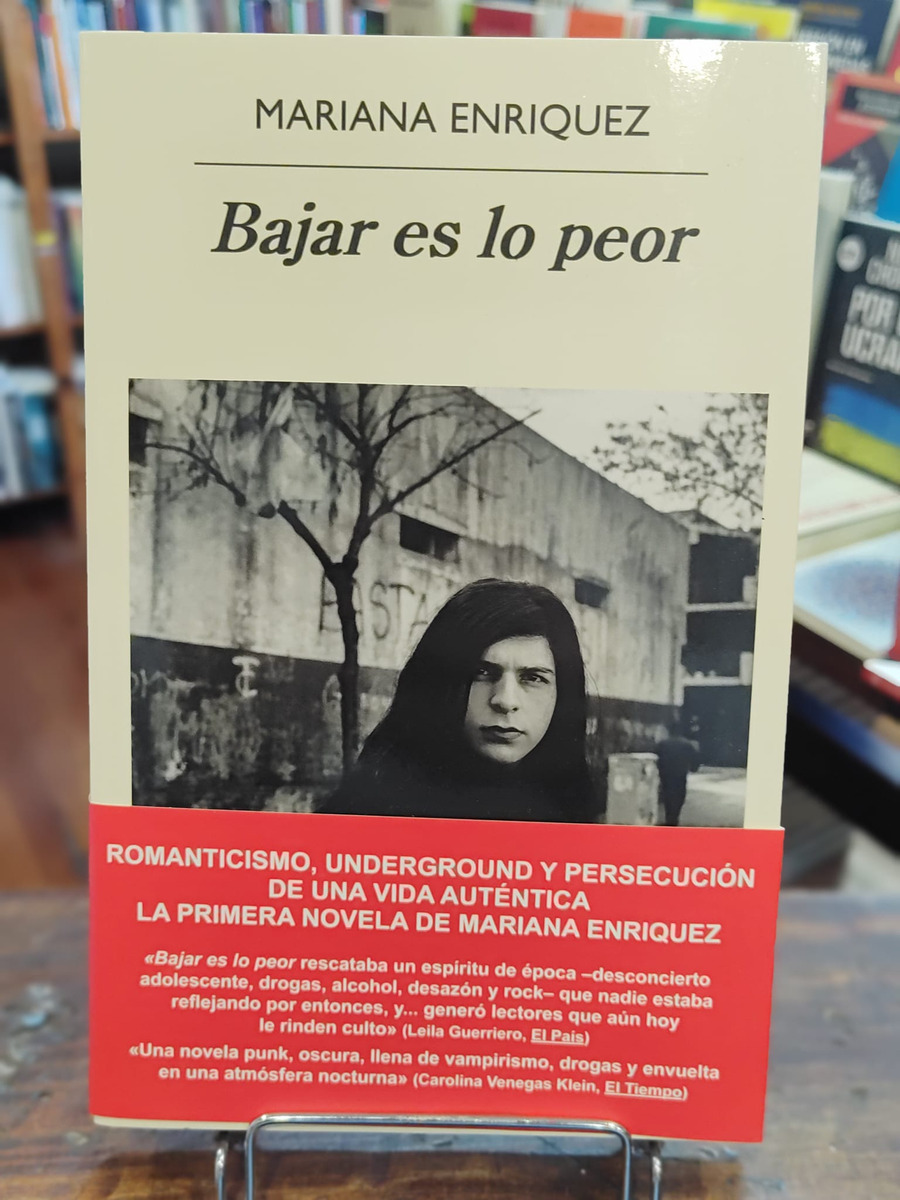 MARIANA ENRIQUEZ
Bajar es lo peor
BASTA
ROMANTICISMO, UNDERGROUND Y PERSECUCIÓN
DE UNA VIDA AUTÉNTICA
LA PRIMERA NOVELA DE MARIANA ENRIQUEZ
«Bajar es lo peor rescataba un espíritu de época –desconcierto
adolescente, drogas, alcohol, desazón y rock– que nadie estaba
reflejando por entonces, y... generó lectores que aún hoy
le rinden culto» (Leila Guerriero, El País)
«Una novela punk, oscura, llena de vampirismo, drogas y envuelta
en una atmósfera nocturna» (Carolina Venegas Klein, El Tiempo)
POR
UCRA